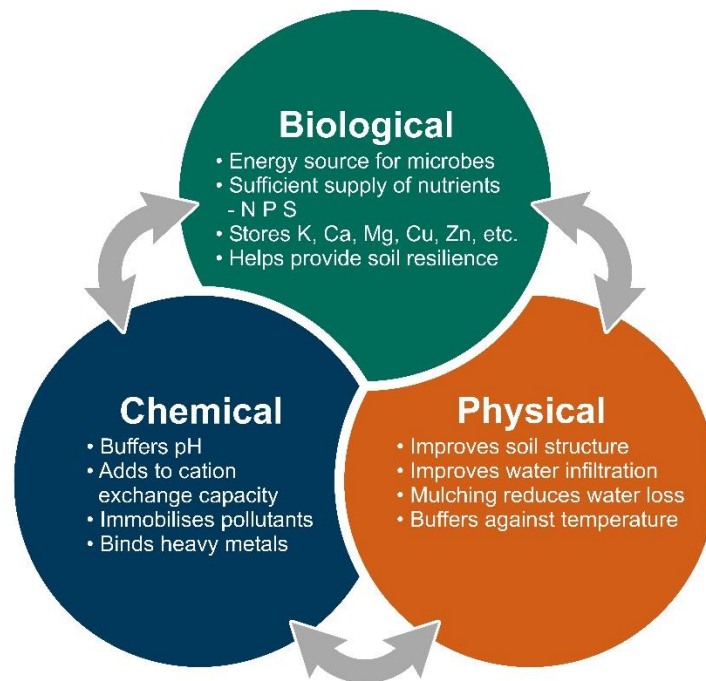 Biological
• Energy source for microbes
• Sufficient supply of nutrients
- N P S
• Stores K, Ca, Mg, Cu, Zn, etc.
• Helps provide soil resilience
Chemical
• Buffers pH
• Adds to cation
exchange capacity
• Immobilises pollutants
• Binds heavy metals
Physical
• Improves soil structure
• Improves water infiltration
• Mulching reduces water loss
• Buffers against temperature